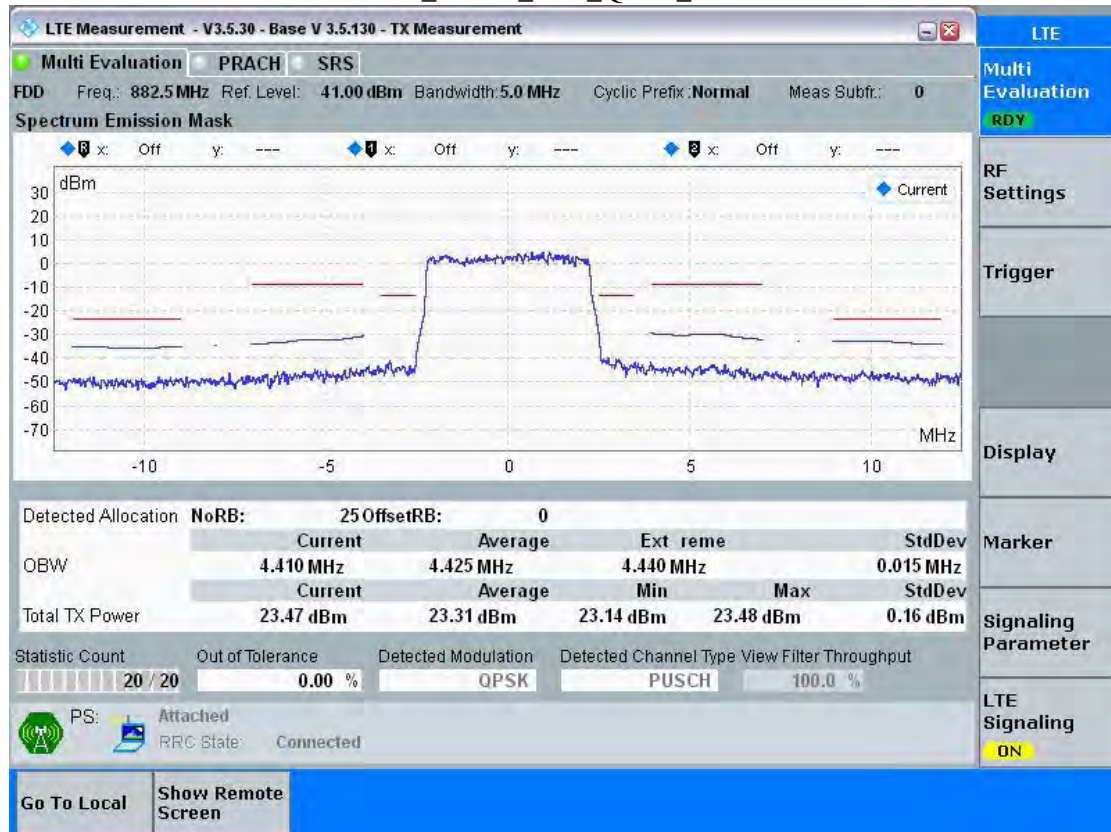 LTE Measurement - V3.5.30 - Base V 3.5.130 - TX Measurement
LTE
Multi Evaluation PRACH SRS
Multi Evaluation
RDY
FDD Freq.: 882.5 MHz Ref. Level: 41.00 dBm Bandwidth: 5.0 MHz Cyclic Prefix: Normal Meas Subfr.: 0
Spectrum Emission Mask
R x: Off y: --- 1 x: Off y: --- 2 x: Off y: ---
dBm
Current
30
20
10
0
-10
-20
-30
-40
-50
-60
-70
MHz
-10 -5 0 5 10
RF Settings
Trigger
Display
Marker
Signaling Parameter
LTE Signaling
ON
Detected Allocation NoRB: 25 OffsetRB: 0
Current Average Ext reme StdDev
OBW 4.410 MHz 4.425 MHz 4.440 MHz 0.015 MHz
Current Average Min Max StdDev
Total TX Power 23.47 dBm 23.31 dBm 23.14 dBm 23.48 dBm 0.16 dBm
Statistic Count Out of Tolerance Detected Modulation Detected Channel Type View Filter Throughput
20 / 20 0.00 % QPSK PUSCH 100.0 %
PS: Attached
RRC State: Connected
Go To Local
Show Remote Screen